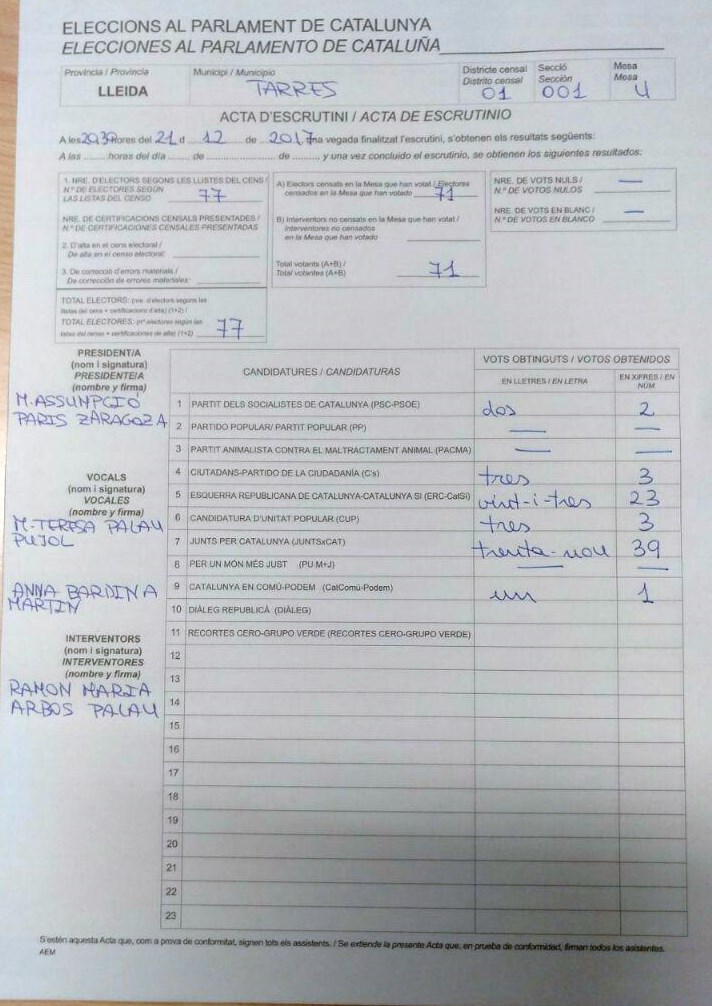 ELECCIONS AL PARLAMENT DE CATALUNYA
ELECCIONES AL PARLAMENTO DE CATALUÑA
Província / Provincia
LLEIDA
Municipi / Municipio
TARRES
Districte censal
Distrito censal
01
Secció
Sección
001
Mesa
Mesa
U
ACTA D'ESCRUTINI / ACTA DE ESCRUTINIO
A les 20:30 hores del 21 d 12 de 2017 na vegada finalitzat l'escrutini, s'obtenen els resultats següents:
A las ........ horas del día ........ de ........ de ........ y una vez concluido el escrutinio, se obtienen los siguientes resultados:
1. NRE. D'ELECTORS SEGONS LES LLISTES DEL CENS /
N.º DE ELECTORES SEGÚN
LAS LISTAS DEL CENSO 77
NRE. DE CERTIFICACIONS CENSALS PRESENTADES /
N.º DE CERTIFICACIONES CENSALES PRESENTADAS
2. D'alta en el cens electoral /
De alta en el censo electoral:
3. De correcció d'errors materials /
De corrección de errores materiales:
TOTAL ELECTORS: (nre. d'electors segons les
llistes del cens + certificacions d'alta) (1+2) /
TOTAL ELECTORES: (nº electores según las
listas del censo + certificaciones de alta) (1+2) 77
A) Electors censats en la Mesa que han votat / Electores
censados en la Mesa que han votado 71
B) Interventors no censats en la Mesa que han votat /
Interventores no censados
en la Mesa que han votado
Total votants (A+B) /
Total votantes (A+B) 71
NRE. DE VOTS NULS /
N.º DE VOTOS NULOS —
NRE. DE VOTS EN BLANC /
N.º DE VOTOS EN BLANCO —
PRESIDENT/A
(nom i signatura)
PRESIDENTE/A
(nombre y firma)
M. ASSUMPCIÓ
PARIS ZARAGOZA
VOCALS
(nom i signatura)
VOCALES
(nombre y firma)
M. TERESA PALAU
PUJOL
ANNA BARDINA
MARTIN
INTERVENTORS
(nom i signatura)
INTERVENTORES
(nombre y firma)
RAMON MARIA
ARBOS PALAU
CANDIDATURES / CANDIDATURAS
VOTS OBTINGUTS / VOTOS OBTENIDOS
EN LLETRES / EN LETRA
EN XIFRES / EN NÚM
1 PARTIT DELS SOCIALISTES DE CATALUNYA (PSC-PSOE) dos 2
2 PARTIDO POPULAR/ PARTIT POPULAR (PP) — —
3 PARTIT ANIMALISTA CONTRA EL MALTRACTAMENT ANIMAL (PACMA) — —
4 CIUTADANS-PARTIDO DE LA CIUDADANÍA (C's) tres 3
5 ESQUERRA REPUBLICANA DE CATALUNYA-CATALUNYA SÍ (ERC-CatSí) vint-i-tres 23
6 CANDIDATURA D'UNITAT POPULAR (CUP) tres 3
7 JUNTS PER CATALUNYA (JUNTSxCAT) trenta-nou 39
8 PER UN MÓN MÉS JUST (PU M+J) — —
9 CATALUNYA EN COMÚ-PODEM (CatComú-Podem) un 1
10 DIÀLEG REPUBLICÀ (DIÀLEG)
11 RECORTES CERO-GRUPO VERDE (RECORTES CERO-GRUPO VERDE)
12
13
14
15
16
17
18
19
20
21
22
23
S'estén aquesta Acta que, com a prova de conformitat, signen tots els assistents. / Se extiende la presente Acta que, en prueba de conformidad, firman todos los asistentes.
AEM